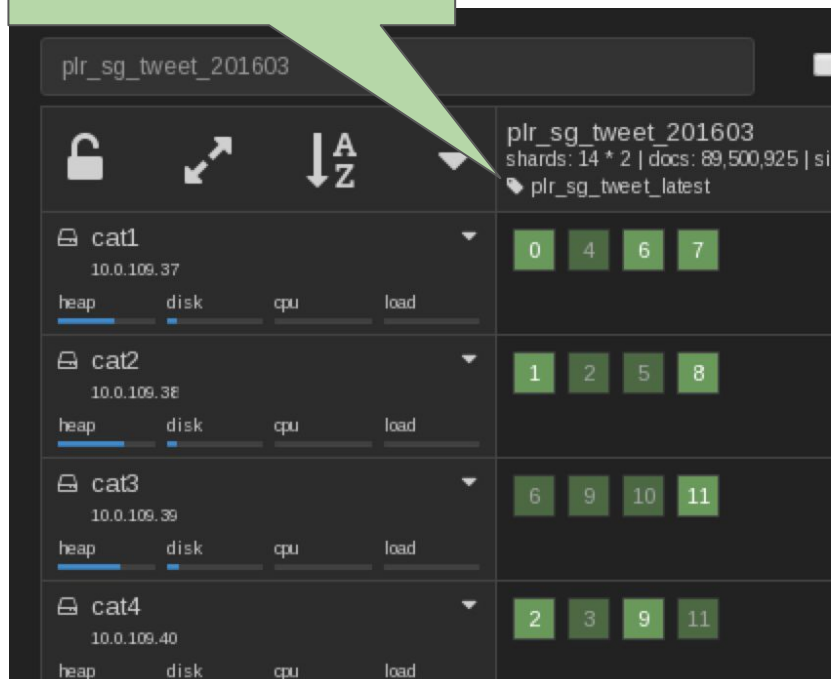 plr_sg_tweet_201603
A
Z
plr_sg_tweet_201603
shards: 14 * 2 | docs: 89,500,925 | si
plr_sg_tweet_latest
cat1
10.0.109.37
heap disk cpu load
0 4 6 7
cat2
10.0.109.38
heap disk cpu load
1 2 5 8
cat3
10.0.109.39
heap disk cpu load
6 9 10 11
cat4
10.0.109.40
heap disk cpu load
2 3 9 11